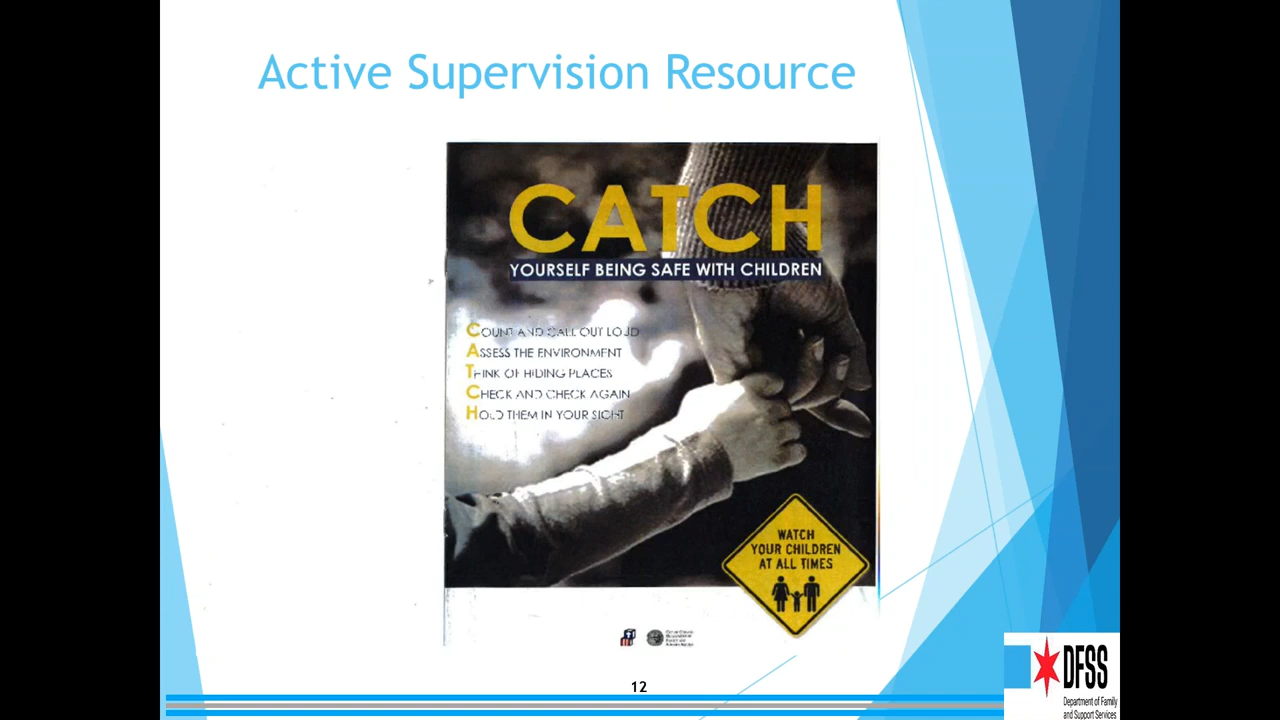 Active Supervision Resource
CATCH
YOURSELF BEING SAFE WITH CHILDREN
COUNT AND CALL OUT LOUD
ASSESS THE ENVIRONMENT
THINK OF HIDING PLACES
CHECK AND CHECK AGAIN
HOLD THEM IN YOUR SIGHT
WATCH
YOUR CHILDREN
AT ALL TIMES
12
DFSS
Department of Family
and Support Services